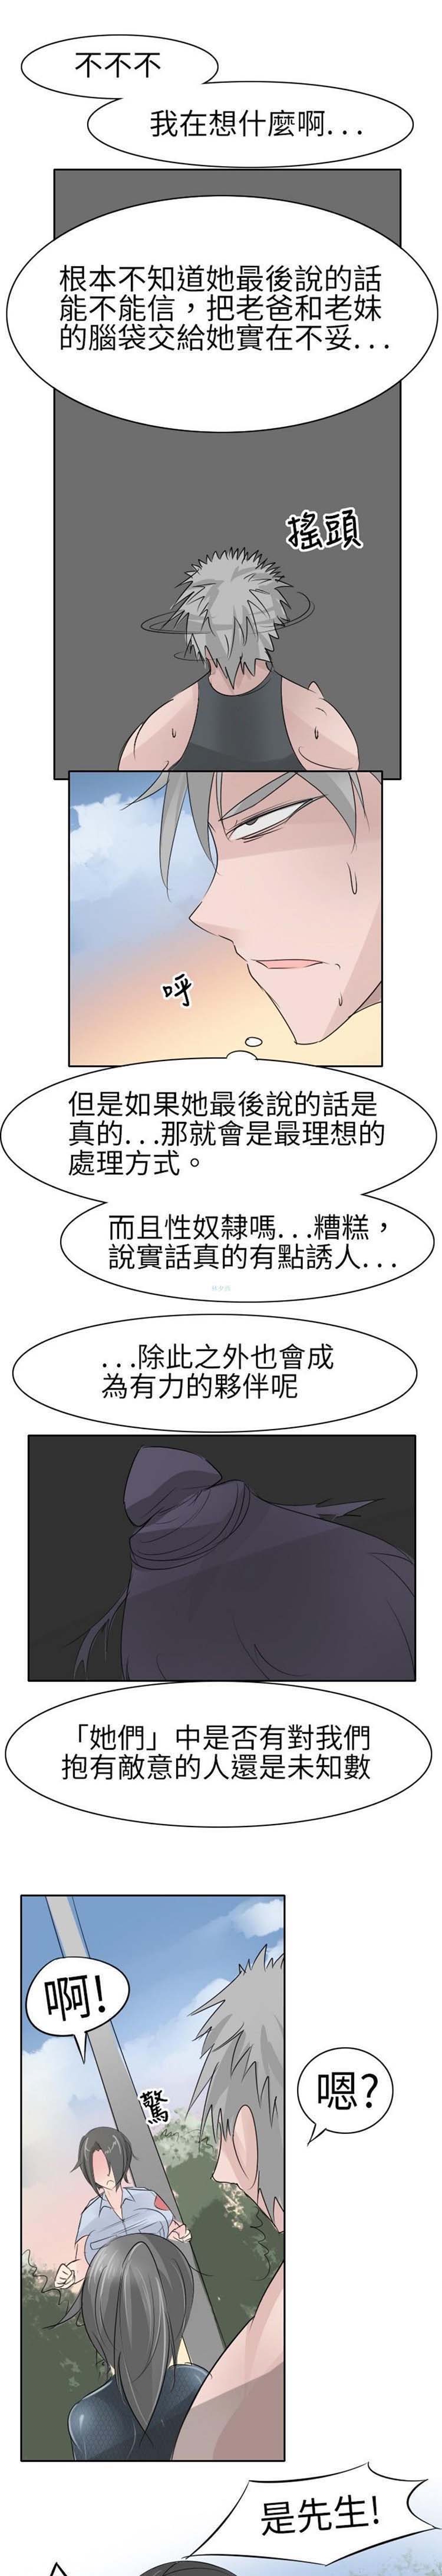 不不不
我在想什麼啊...
根本不知道她最後說的話
能不能信，把老爸和老妹
的腦袋交給她實在不妥...
搖頭
呼
但是如果她最後說的話是
真的...那就會是最理想的
處理方式。
而且性奴隸嗎...糟糕，
說實話真的有點誘人...
...除此之外也會成
為有力的夥伴呢
「她們」中是否有對我們
抱有敵意的人還是未知數
啊!
驚
嗯?
是先生!